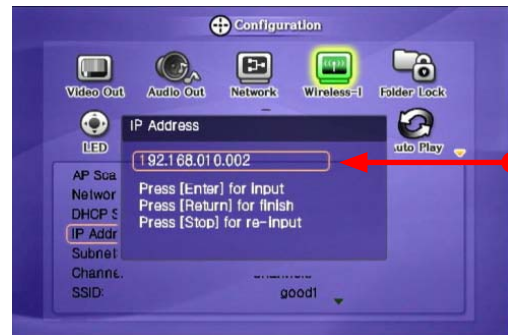 Configuration
Video Out Audio Out Network Wireless-I Folder Lock
LED
uto Play
IP Address
192.168.010.002
Press [Enter] for Input
Press [Return] for finish
Press [Stop] for re-input
AP Sca
Networ
DHCP S
IP Addr
Subnet
Channe
SSID: good1